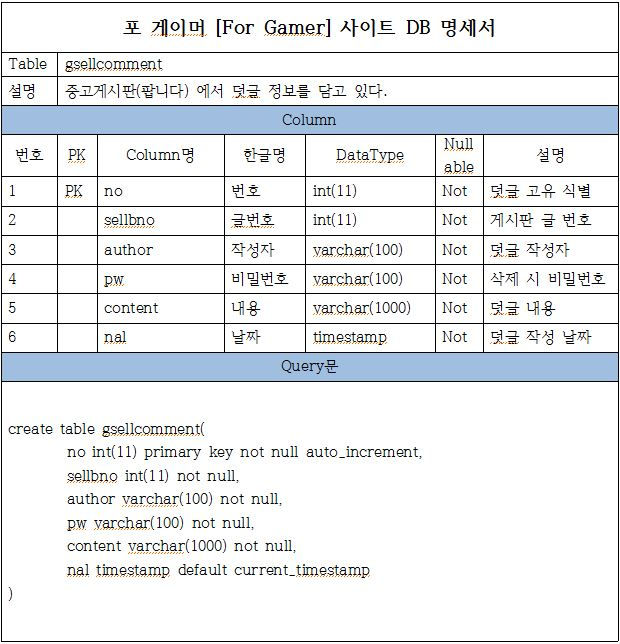 포 게이머 [For Gamer] 사이트 DB 명세서
Table gsellcomment
설명 중고게시판(팝니다) 에서 덧글 정보를 담고 있다.
Column
번호 PK Column명 한글명 DataType Null able 설명
1 PK no 번호 int(11) Not 덧글 고유 식별
2 sellbno 글번호 int(11) Not 게시판 글 번호
3 author 작성자 varchar(100) Not 덧글 작성자
4 pw 비밀번호 varchar(100) Not 삭제 시 비밀번호
5 content 내용 varchar(1000) Not 덧글 내용
6 nal 날짜 timestamp Not 덧글 작성 날짜
Query문
create table gsellcomment(
no int(11) primary key not null auto_increment,
sellbno int(11) not null,
author varchar(100) not null,
pw varchar(100) not null,
content varchar(1000) not null,
nal timestamp default current_timestamp
)